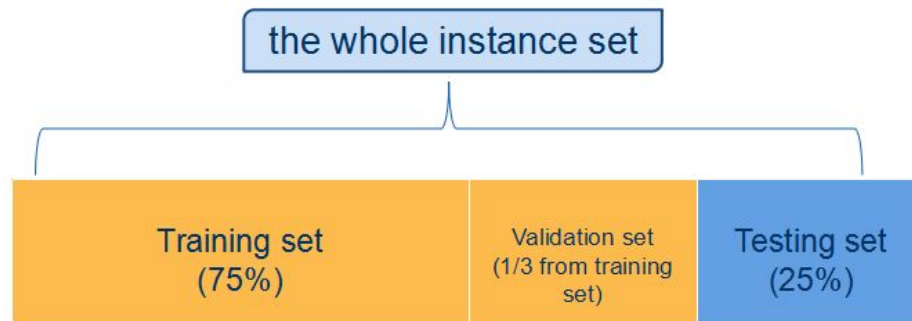 the whole instance set
Training set
(75%)
Validation set
(1/3 from training
set)
Testing set
(25%)